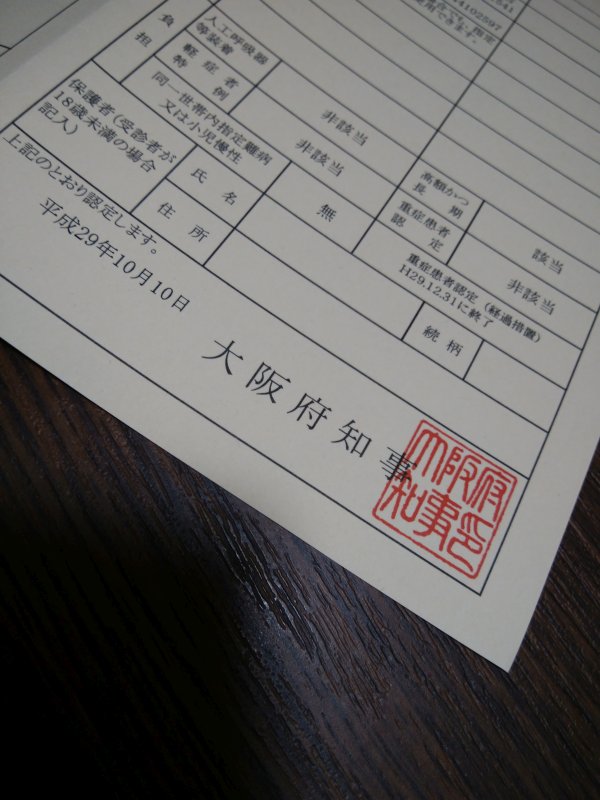 負担
人工呼吸器
等装着
非該当
軽症者
特例
非該当
同一世帯内指定難病
又は小児慢性
無
高額かつ
長期
該当
重症患者
認定
非該当
重症患者認定(経過措置)
H29.12.31に終了
保護者(受診者が
18歳未満の場合
記入)
氏名
住所
続柄
上記のとおり認定します。
平成29年10月10日
大阪府知事
大阪府知事印